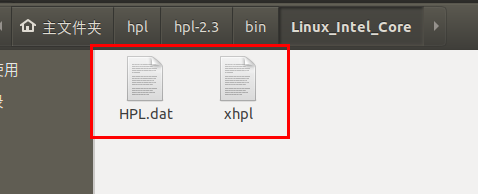 主文件夹 hpl hpl-2.3 bin Linux_Intel_Core
使用
HPL.dat xhpl